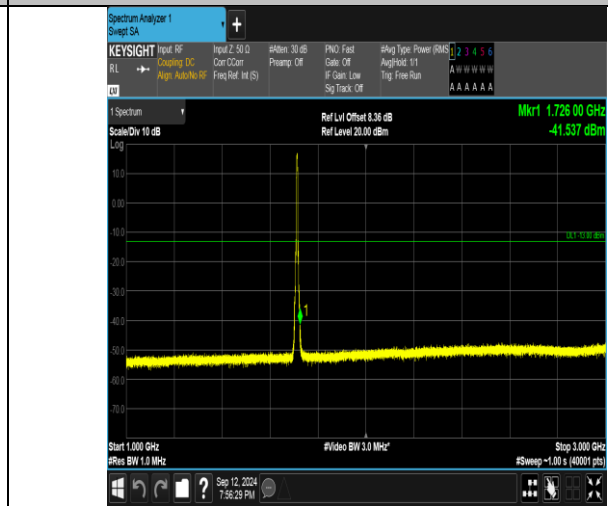 Spectrum Analyzer 1
Swept SA
+
KEYSIGHT Input: RF Input Z: 50 Ω #Atten: 30 dB PNO: Fast #Avg Type: Power (RMS 1 2 3 4 5 6
RL Coupling: DC Corr CCorr Preamp: Off Gate: Off Avg|Hold: 1/1 A W W W W W
Align: Auto/No RF Freq Ref: Int (S) IF Gain: Low Trig: Free Run
Sig Track: Off A A A A A A
LXI
1 Spectrum Ref Lvl Offset 8.36 dB Mkr1 1.726 00 GHz
Scale/Div 10 dB Ref Level 20.00 dBm -41.537 dBm
Log
10.0
0.00
-10.0
DL1 -13.00 dBm
-20.0
-30.0
1
-40.0
-50.0
-60.0
-70.0
Start 1.000 GHz #Video BW 3.0 MHz* Stop 3.000 GHz
#Res BW 1.0 MHz #Sweep ~1.00 s (40001 pts)
? Sep 12, 2024
7:56:29 PM